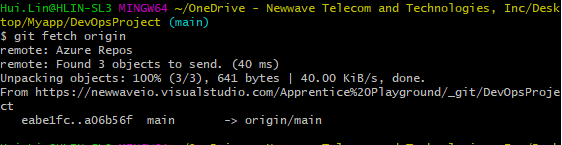 Hui.Lin@HLIN-SL3 MINGW64 ~/OneDrive - Newwave Telecom and Technologies, Inc/Desk
top/Myapp/DevOpsProject (main)
$ git fetch origin
remote: Azure Repos
remote: Found 3 objects to send. (40 ms)
Unpacking objects: 100% (3/3), 641 bytes | 40.00 KiB/s, done.
From https://newwaveio.visualstudio.com/Apprentice%20Playground/_git/DevOpsProje
ct
   eabe1fc..a06b56f  main       -> origin/main